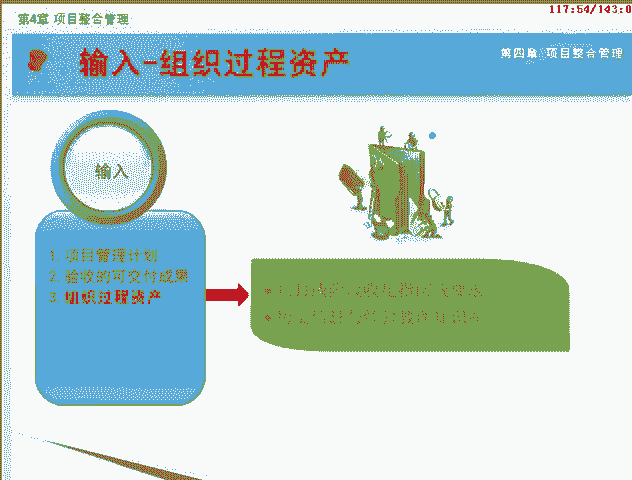 第4章 项目整合管理
117:54/143:0
输入-组织过程资产
第四章 项目整合管理
输入
1. 项目管理计划
2. 验收的可交付成果
3. 组织过程资产